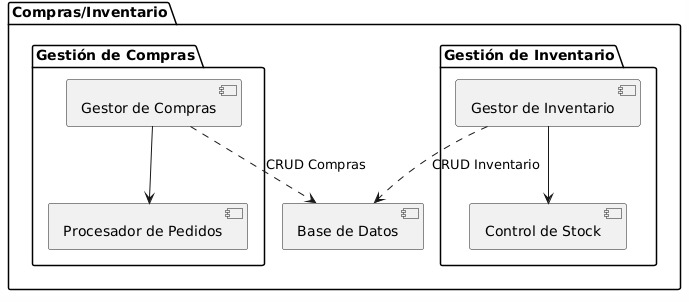 Compras/Inventario
Gestión de Compras
Gestión de Inventario
Gestor de Compras
Gestor de Inventario
CRUD Compras
CRUD Inventario
Procesador de Pedidos
Base de Datos
Control de Stock